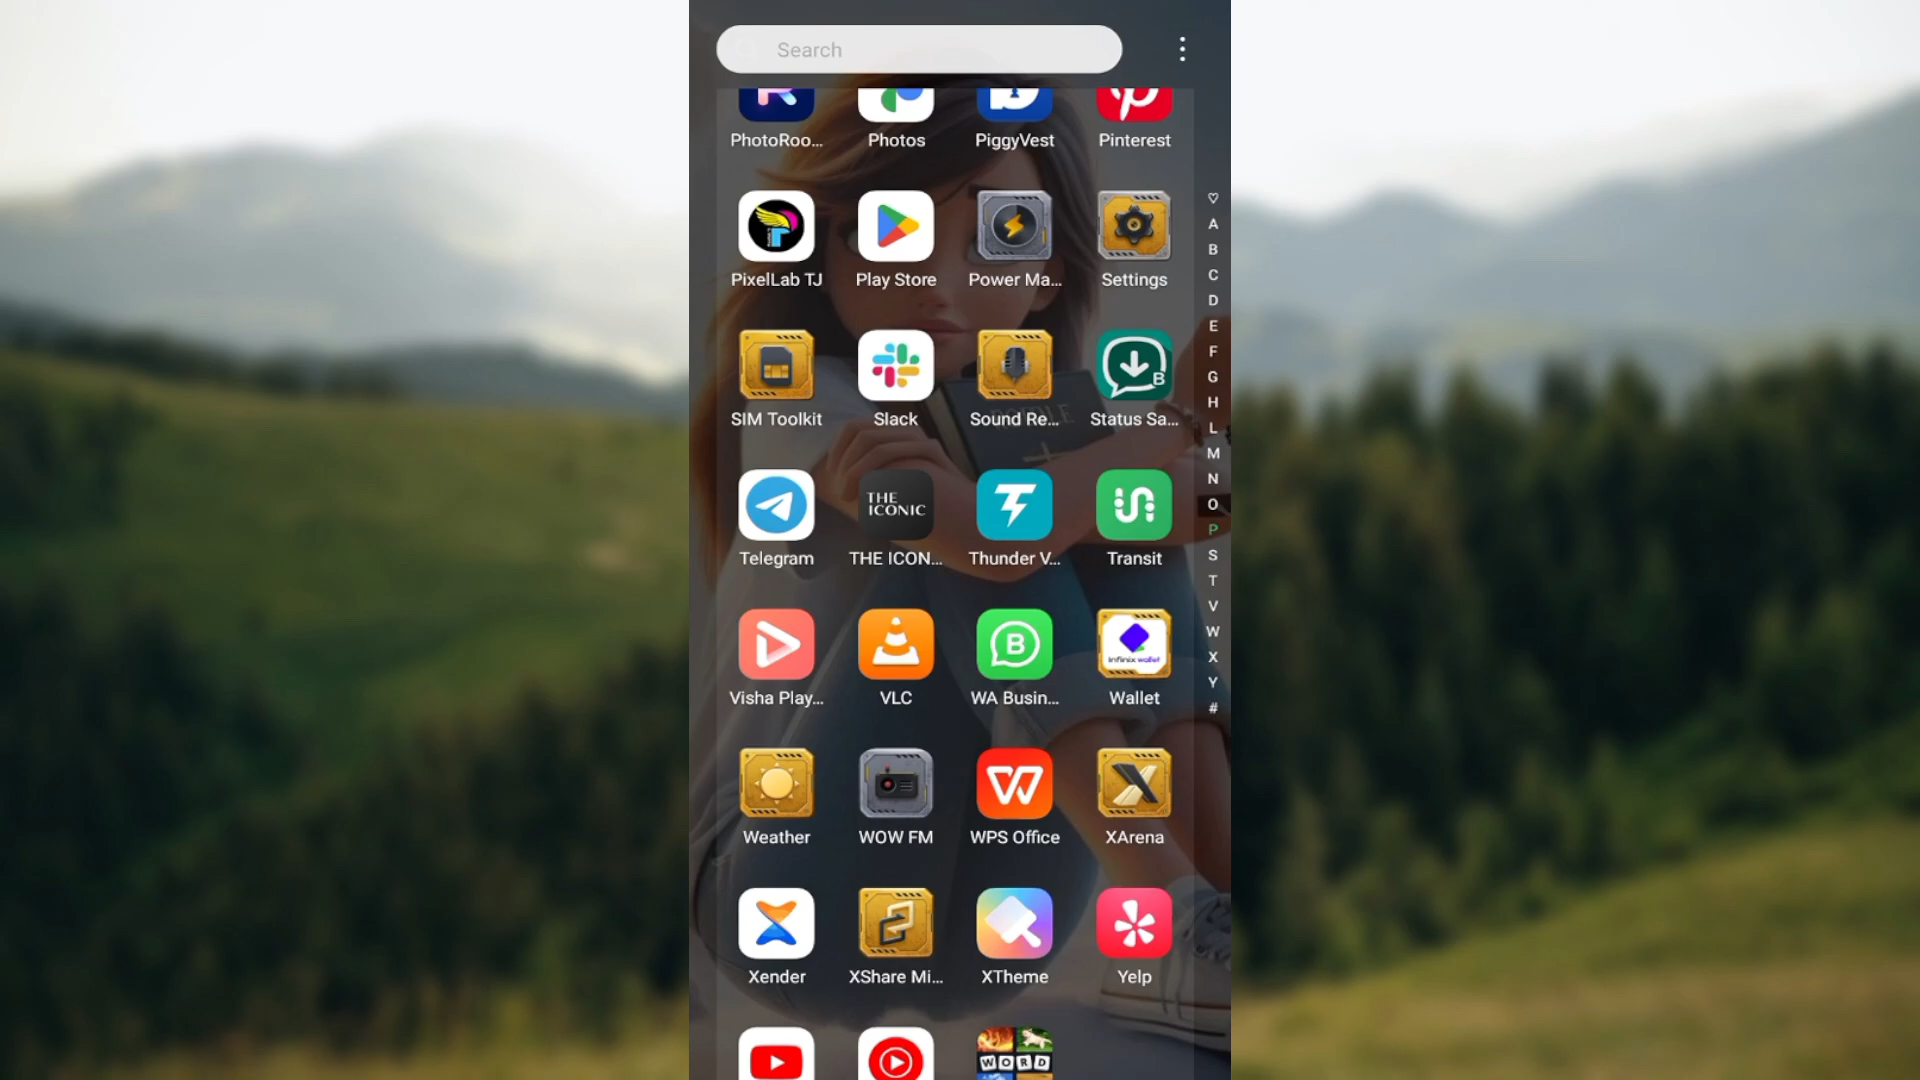 Search
PhotoRoo... Photos PiggyVest Pinterest
PixelLab TJ Play Store Power Ma... Settings
SIM Toolkit Slack Sound Re... Status Sa...
B
THE
ICONIC
Telegram THE ICON... Thunder V... Transit
B
infinix wallet
Visha Play... VLC WA Busin... Wallet
Weather WOW FM WPS Office XArena
Xender XShare Mi... XTheme Yelp
WORD
A
B
C
D
E
F
G
H
L
M
N
O
P
S
T
V
W
X
Y
#